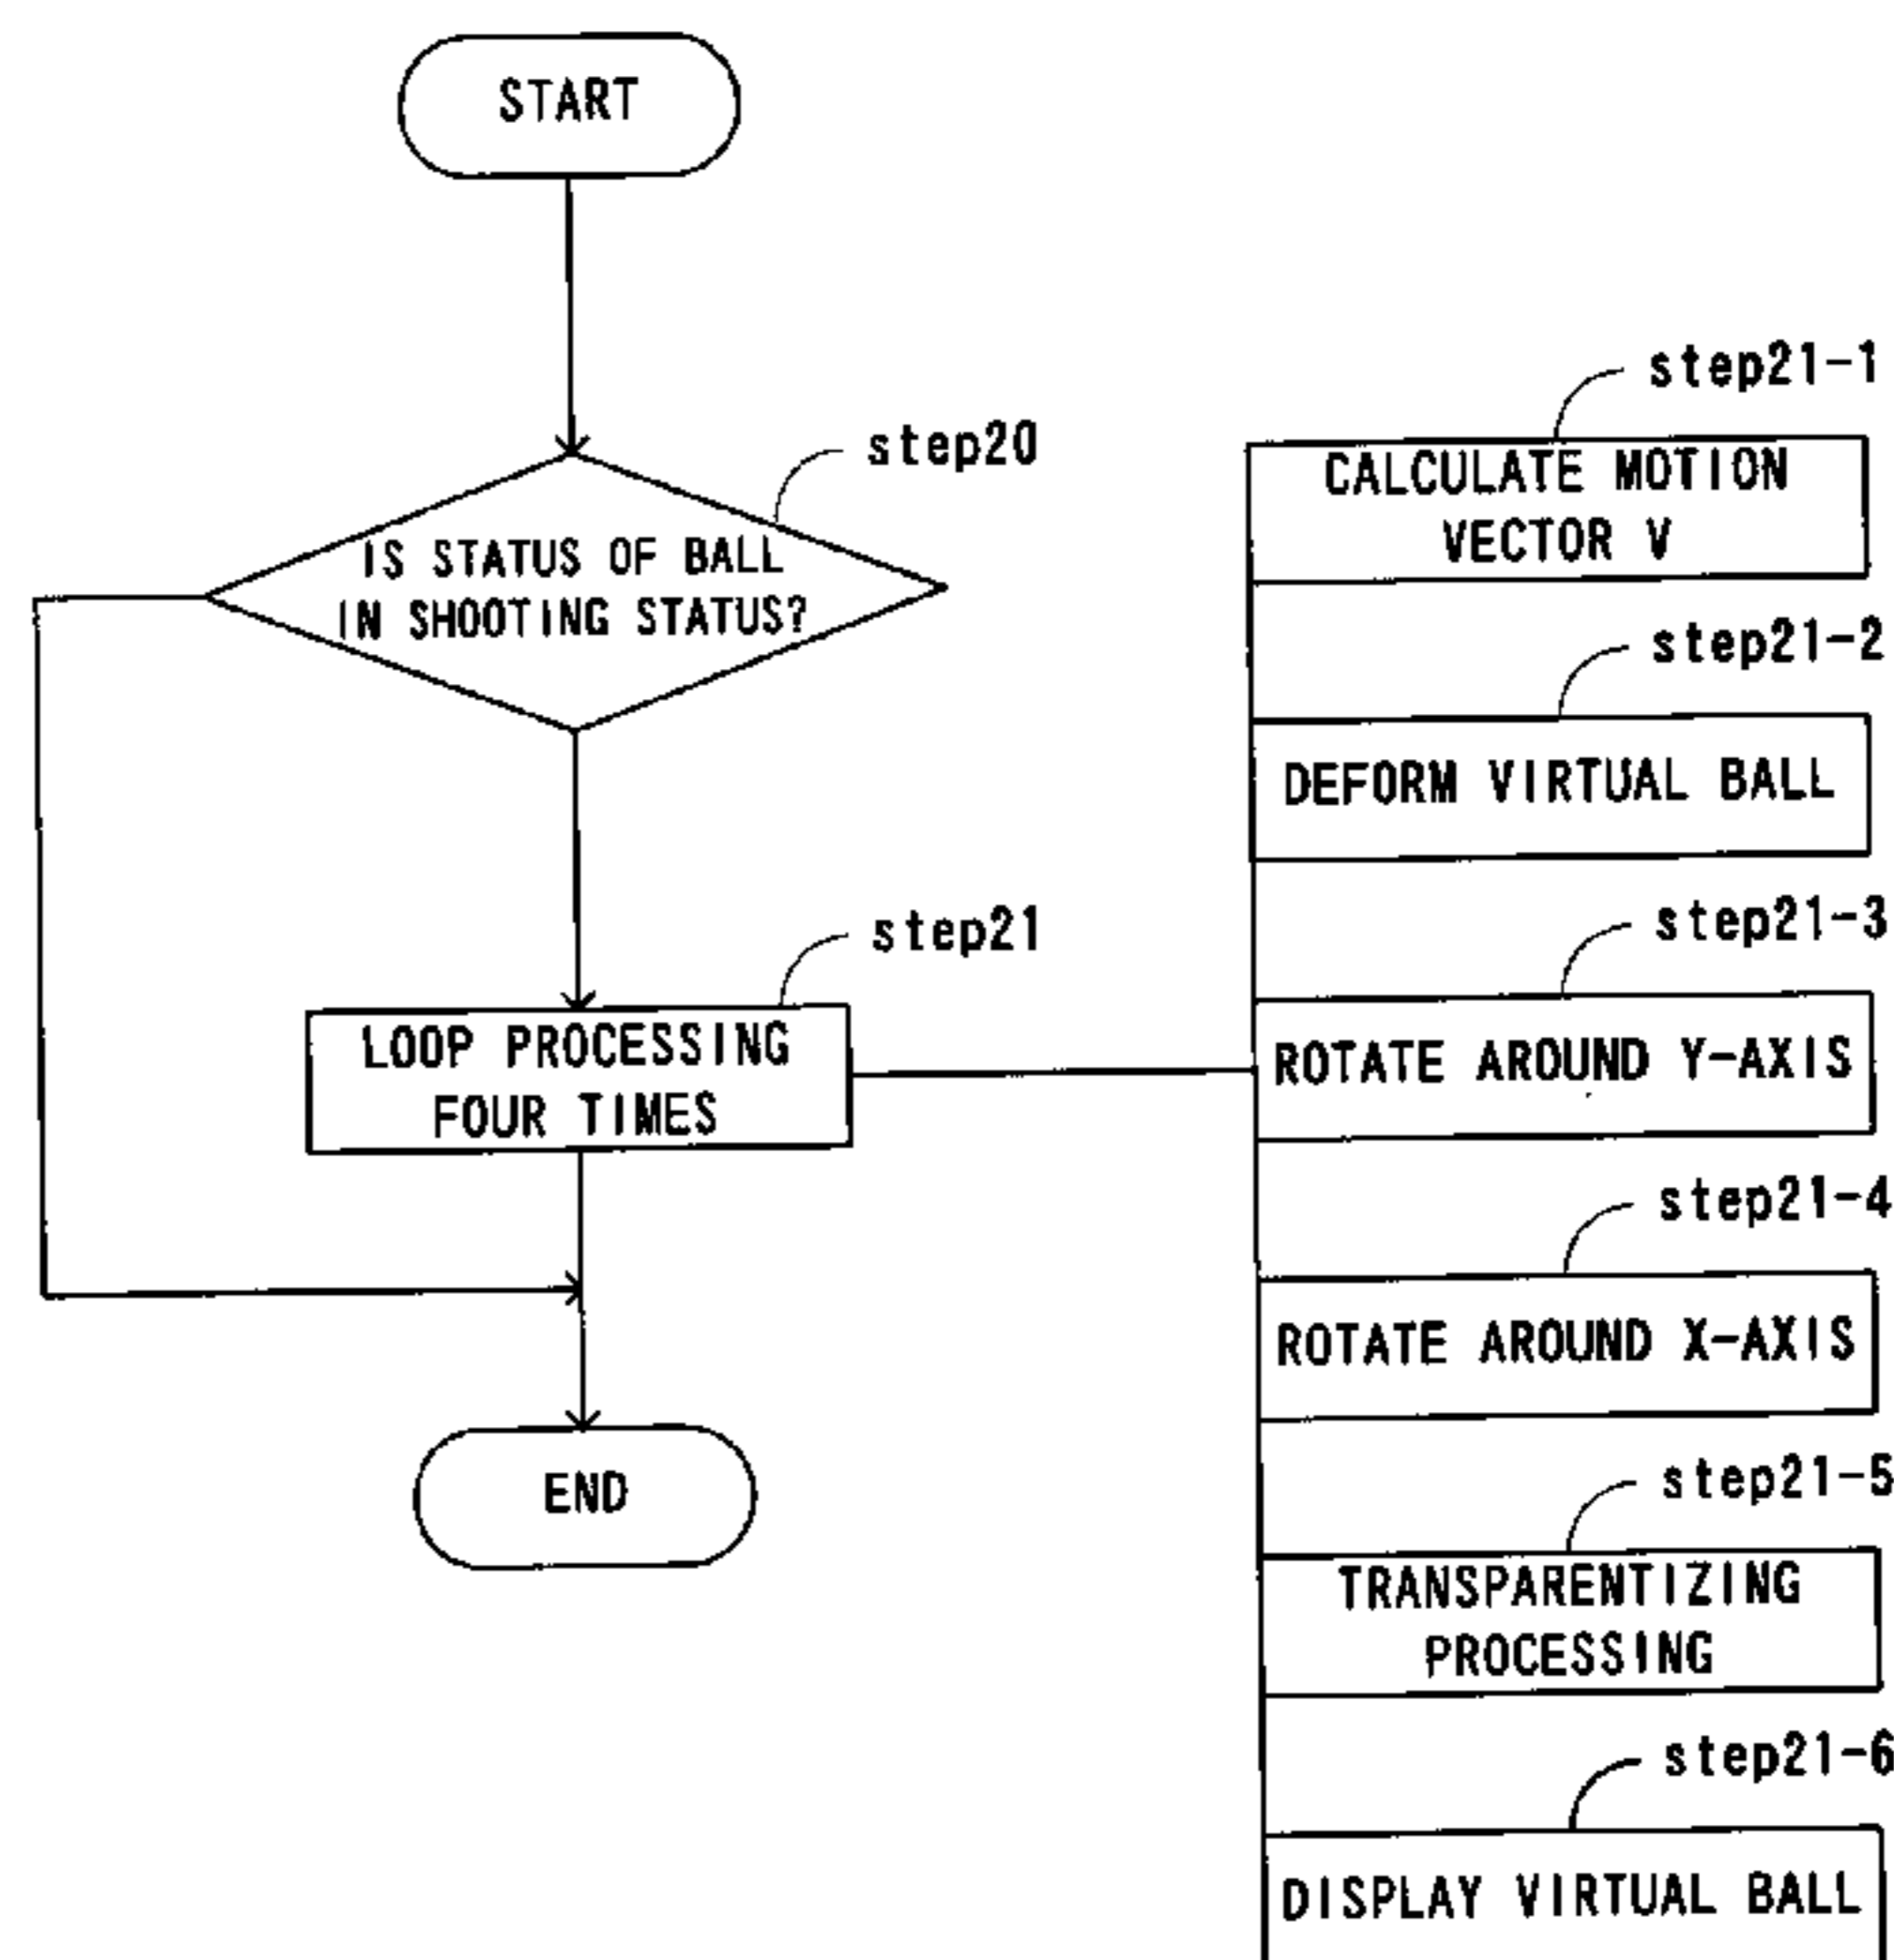 START
step20
IS STATUS OF BALL
IN SHOOTING STATUS?
step21
LOOP PROCESSING
FOUR TIMES
END
step21-1
CALCULATE MOTION
VECTOR V
step21-2
DEFORM VIRTUAL BALL
step21-3
ROTATE AROUND Y-AXIS
step21-4
ROTATE AROUND X-AXIS
step21-5
TRANSPARENTIZING
PROCESSING
step21-6
DISPLAY VIRTUAL BALL